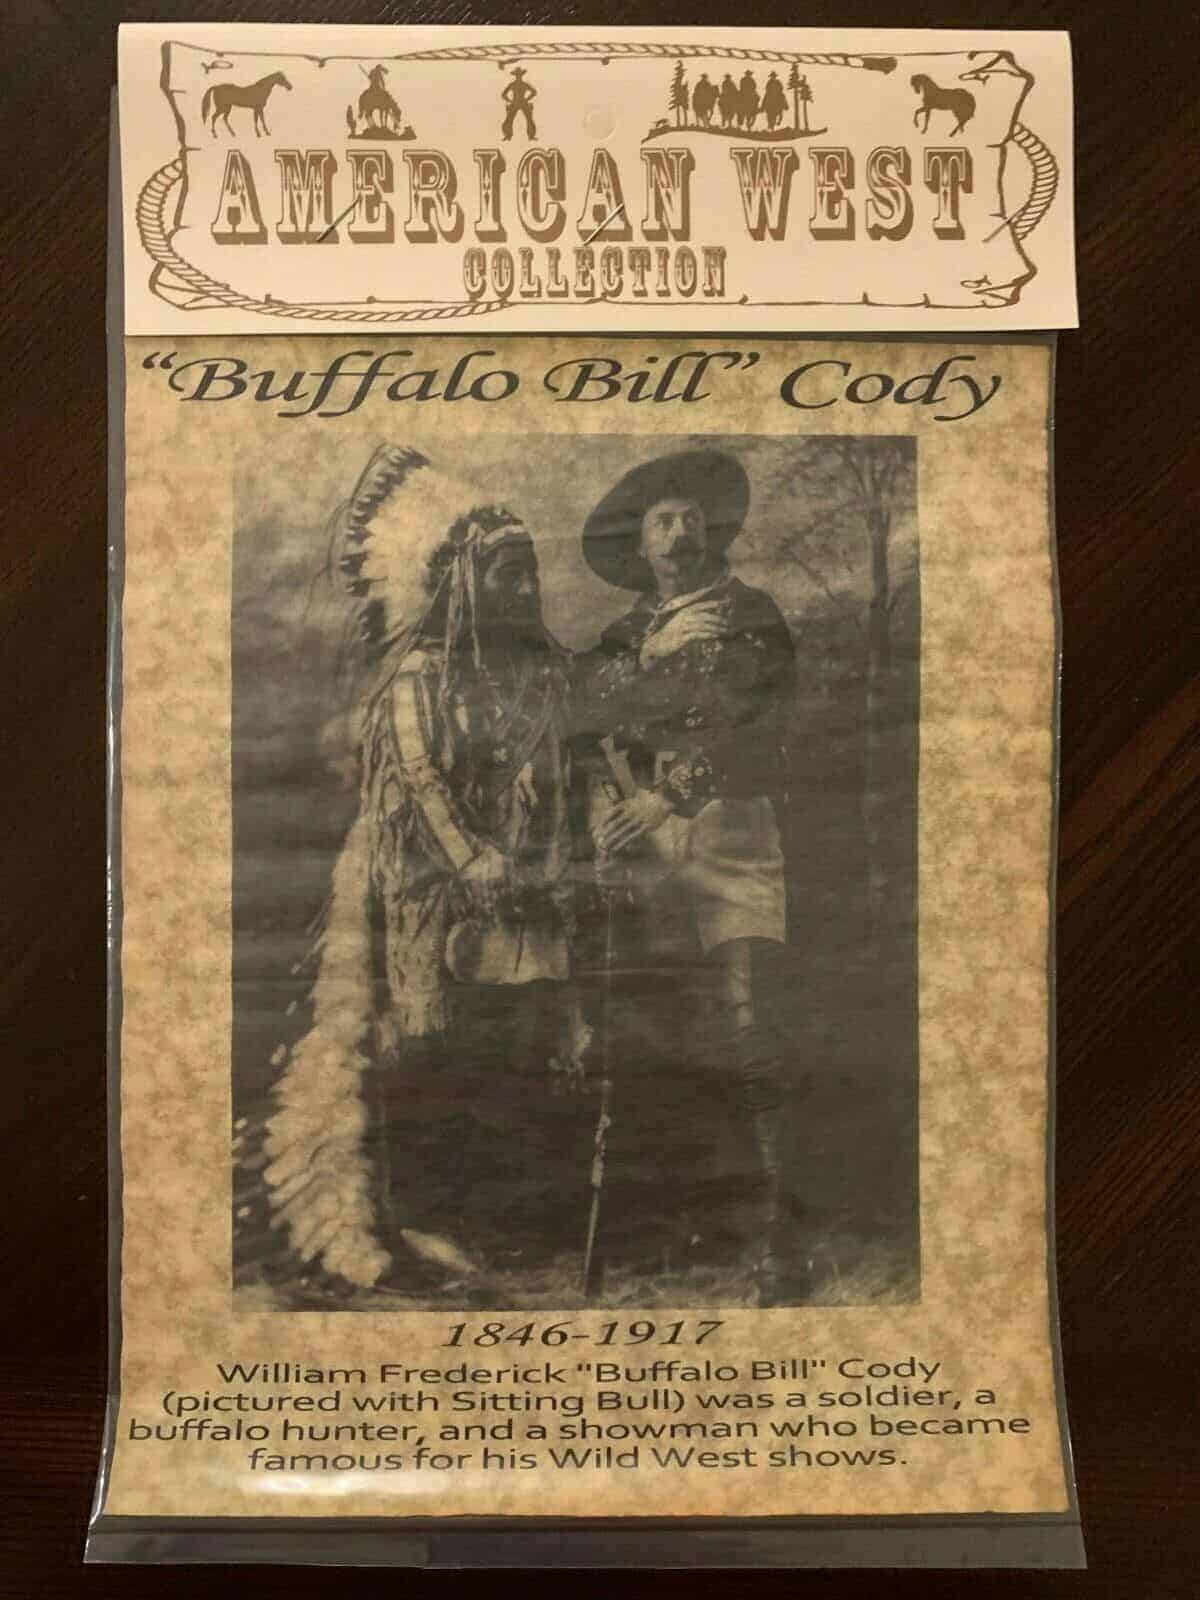 AMERICAN WEST
COLLECTION
“Buffalo Bill” Cody
1846-1917
William Frederick "Buffalo Bill" Cody
(pictured with Sitting Bull) was a soldier, a
buffalo hunter, and a showman who became
famous for his Wild West shows.